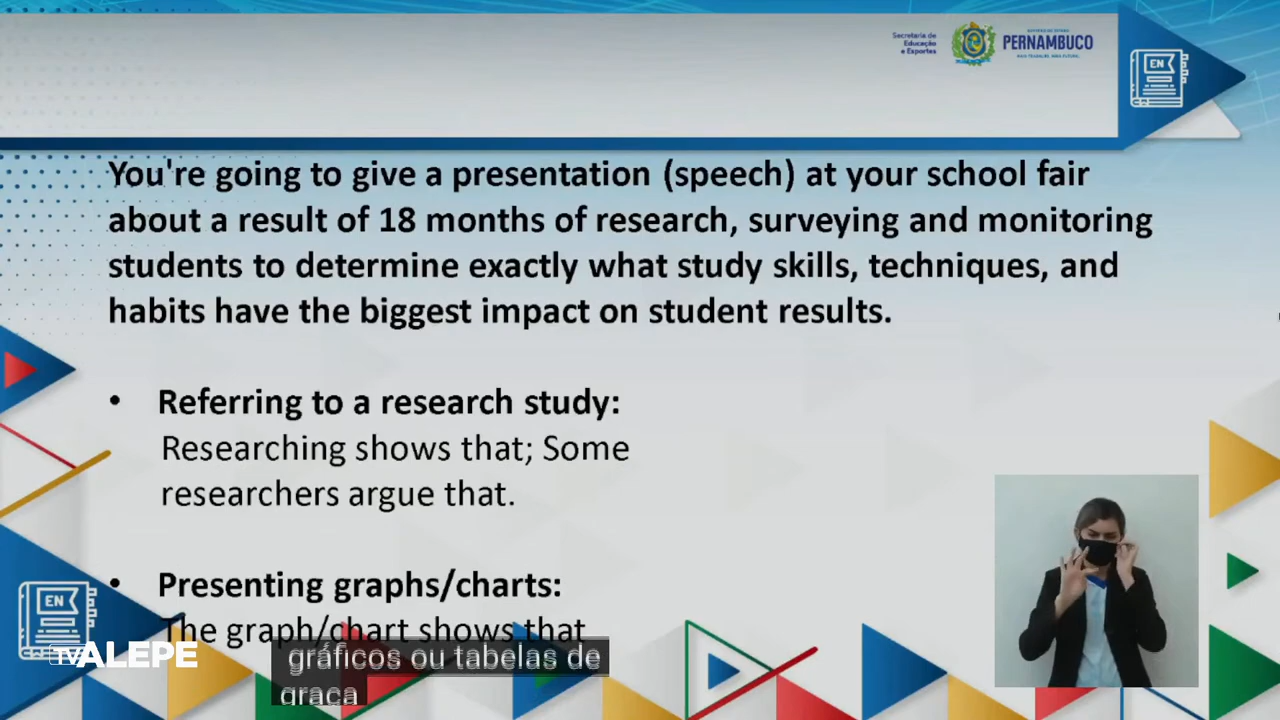 Secretaria de
Educação
e Esportes
PERNAMBUCO
EN
You're going to give a presentation (speech) at your school fair
about a result of 18 months of research, surveying and monitoring
students to determine exactly what study skills, techniques, and
habits have the biggest impact on student results.
• Referring to a research study:
Researching shows that; Some
researchers argue that.
• Presenting graphs/charts:
The graph/chart shows that
EN
TV ALEPE
gráficos ou tabelas de
graça